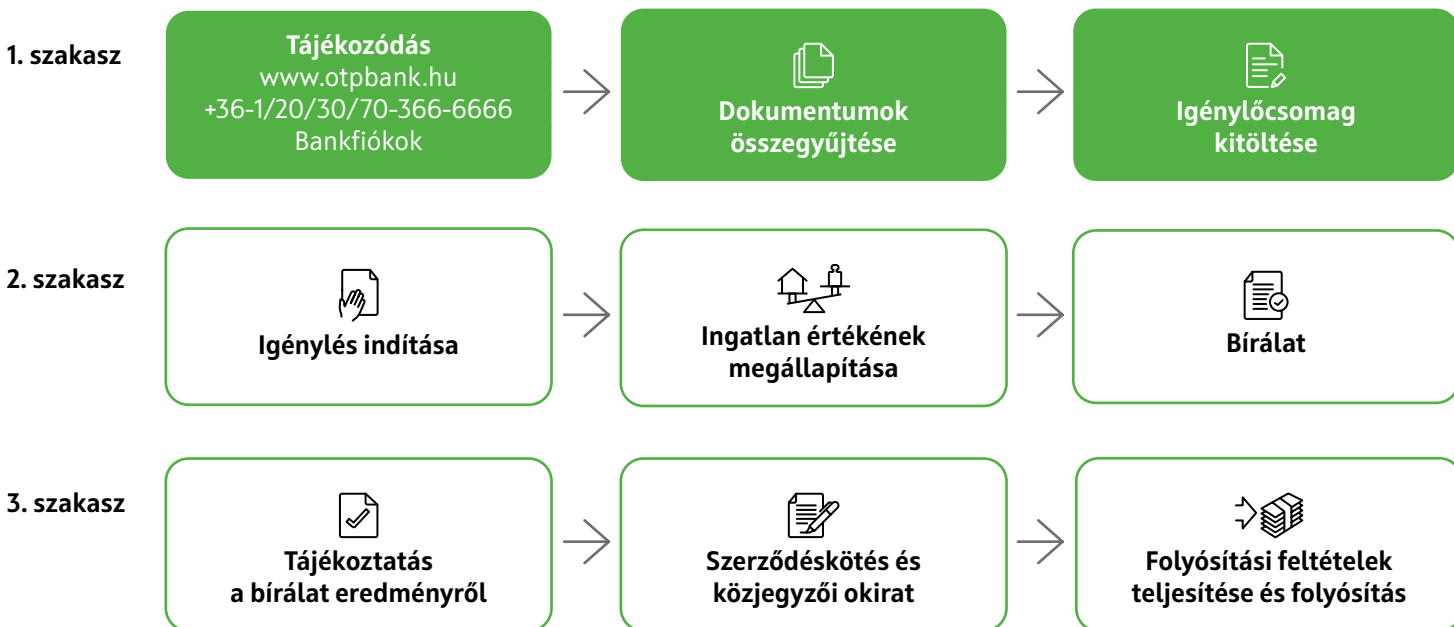 1. szakasz
Tájékozódás
www.otpbank.hu
+36-1/20/30/70-366-6666
Bankfiókok
Dokumentumok
összegyűjtése
Igénylőcsomag
kitöltése
2. szakasz
Igénylés indítása
Ingatlan értékének
megállapítása
Bírálat
3. szakasz
Tájékoztatás
a bírálat eredményről
Szerződéskötés és
közjegyzői okirat
Folyósítási feltételek
teljesítése és folyósítás